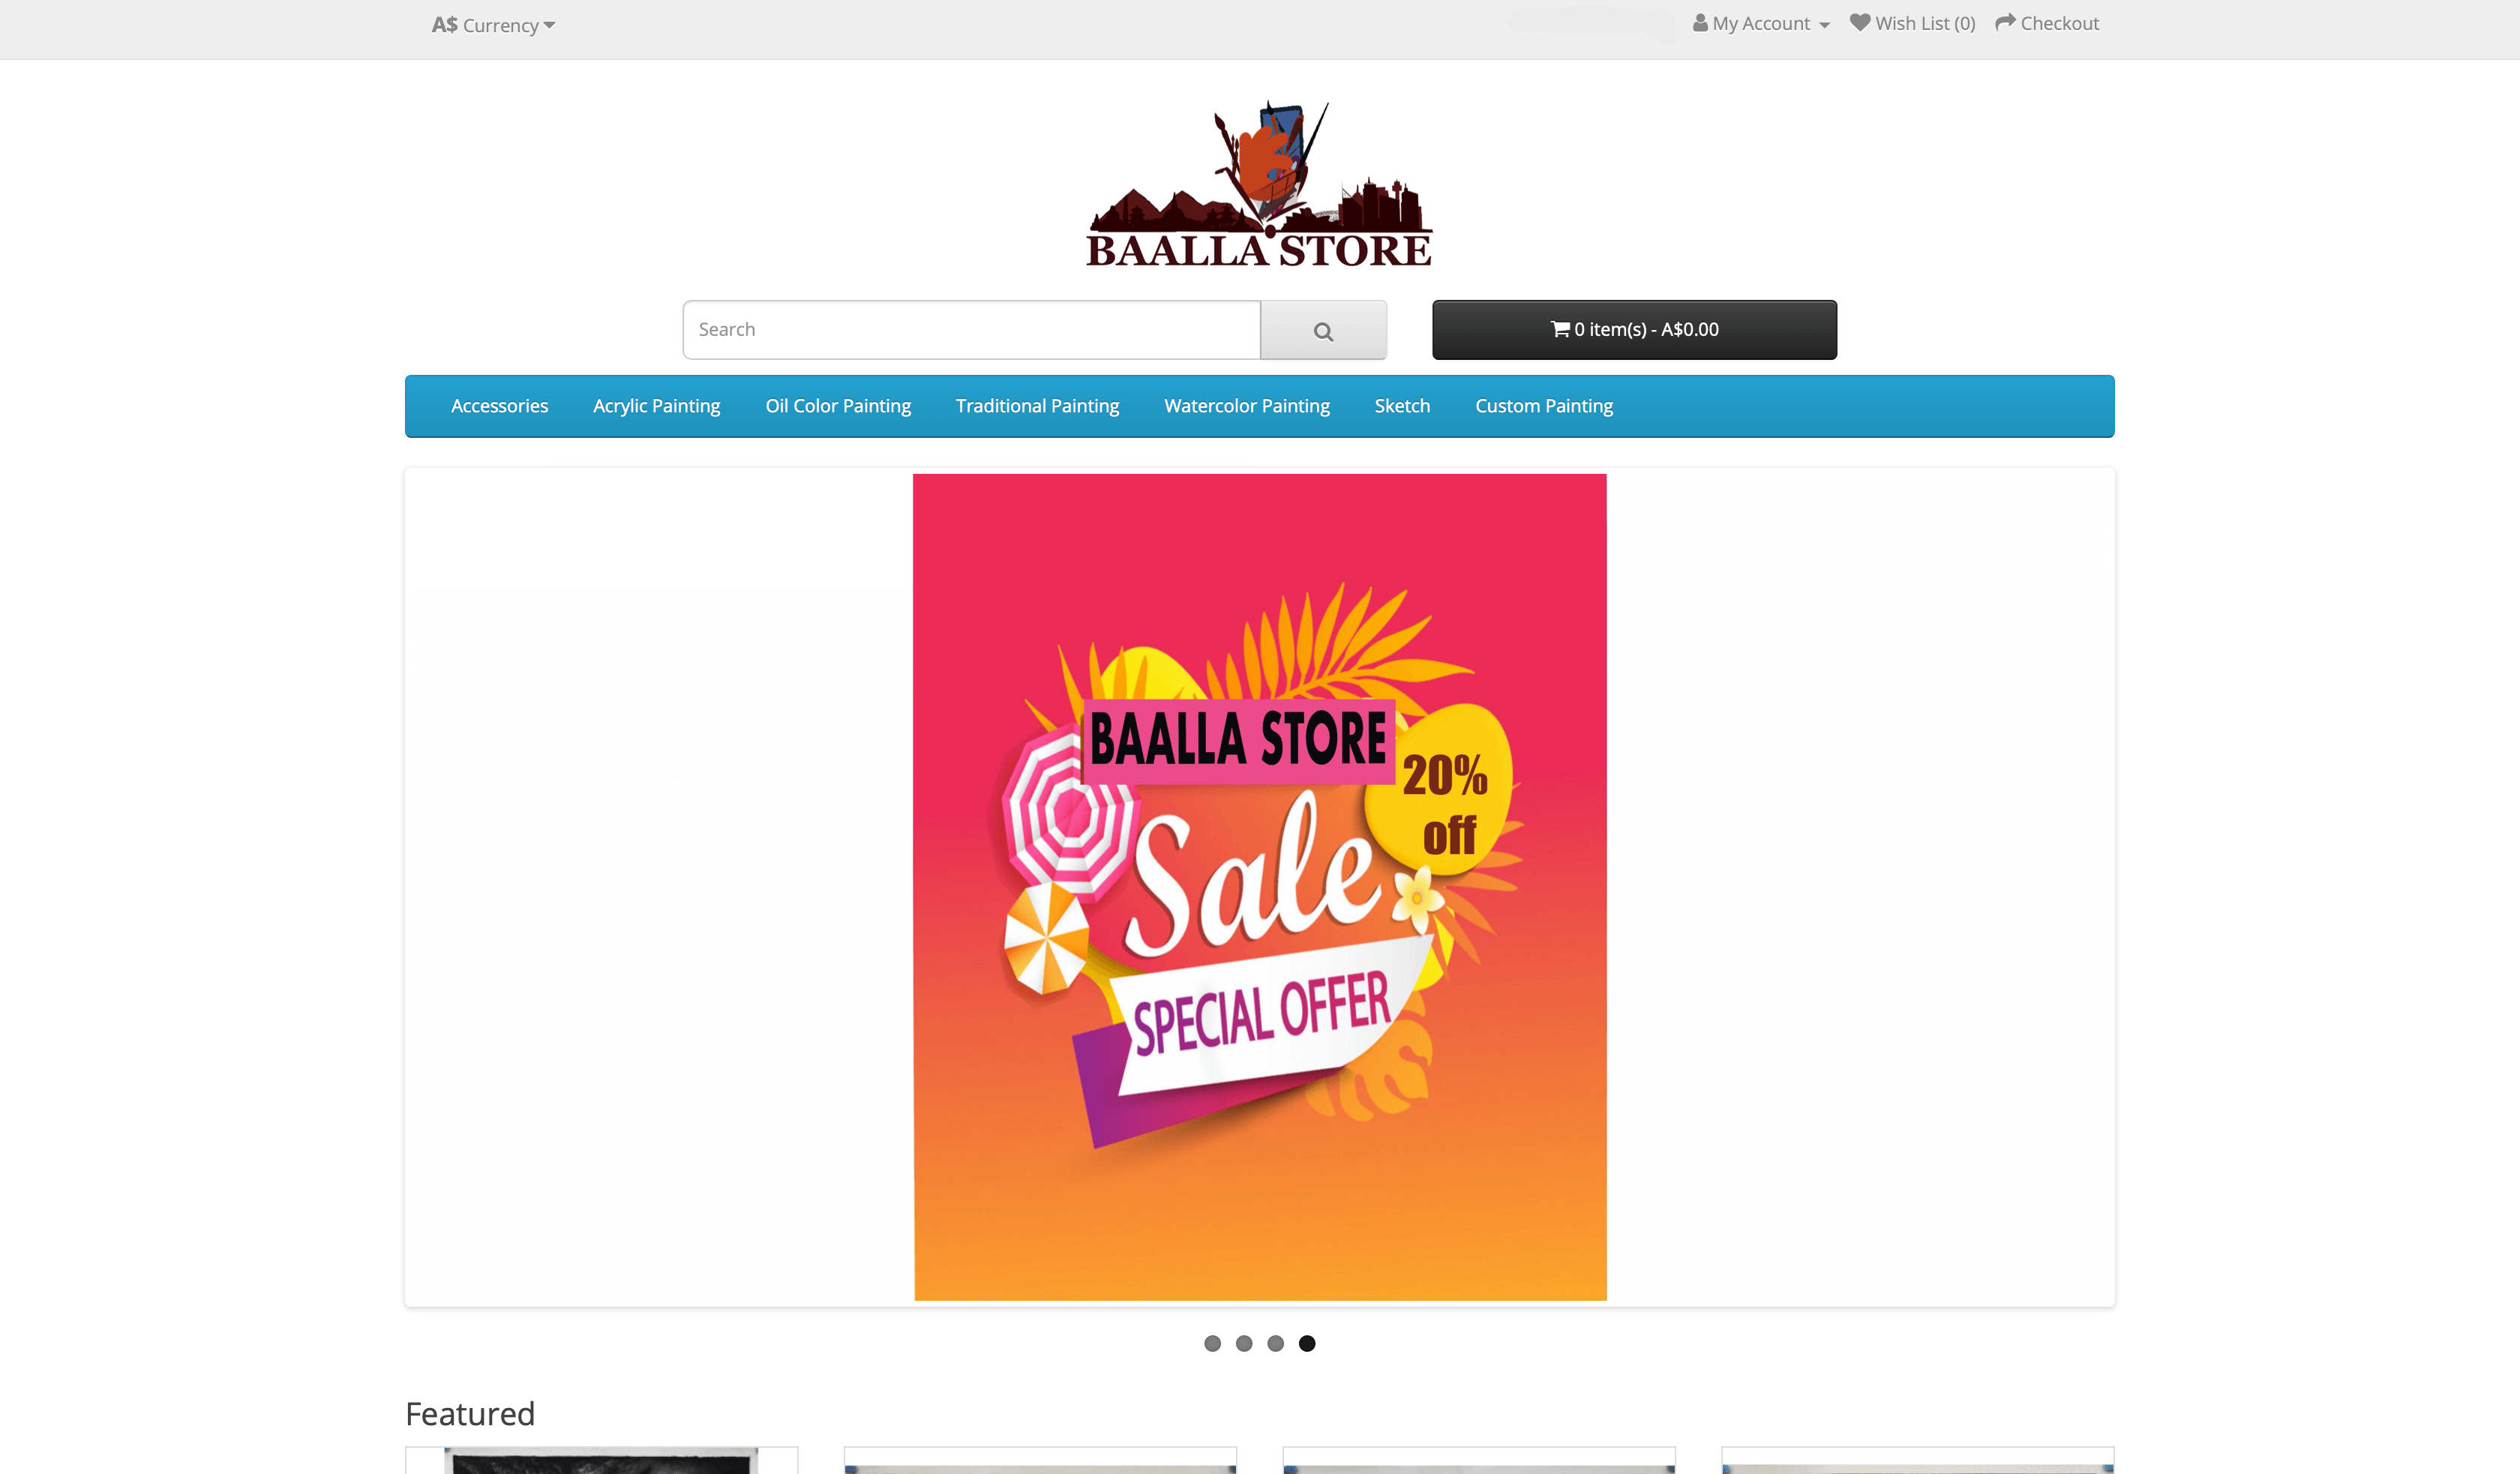 A$ Currency
My Account
Wish List (0)
Checkout
BAALLA STORE
Search
0 item(s) - A$0.00
Accessories
Acrylic Painting
Oil Color Painting
Traditional Painting
Watercolor Painting
Sketch
Custom Painting
BAALLA STORE
20%
off
Sale
SPECIAL OFFER
Featured